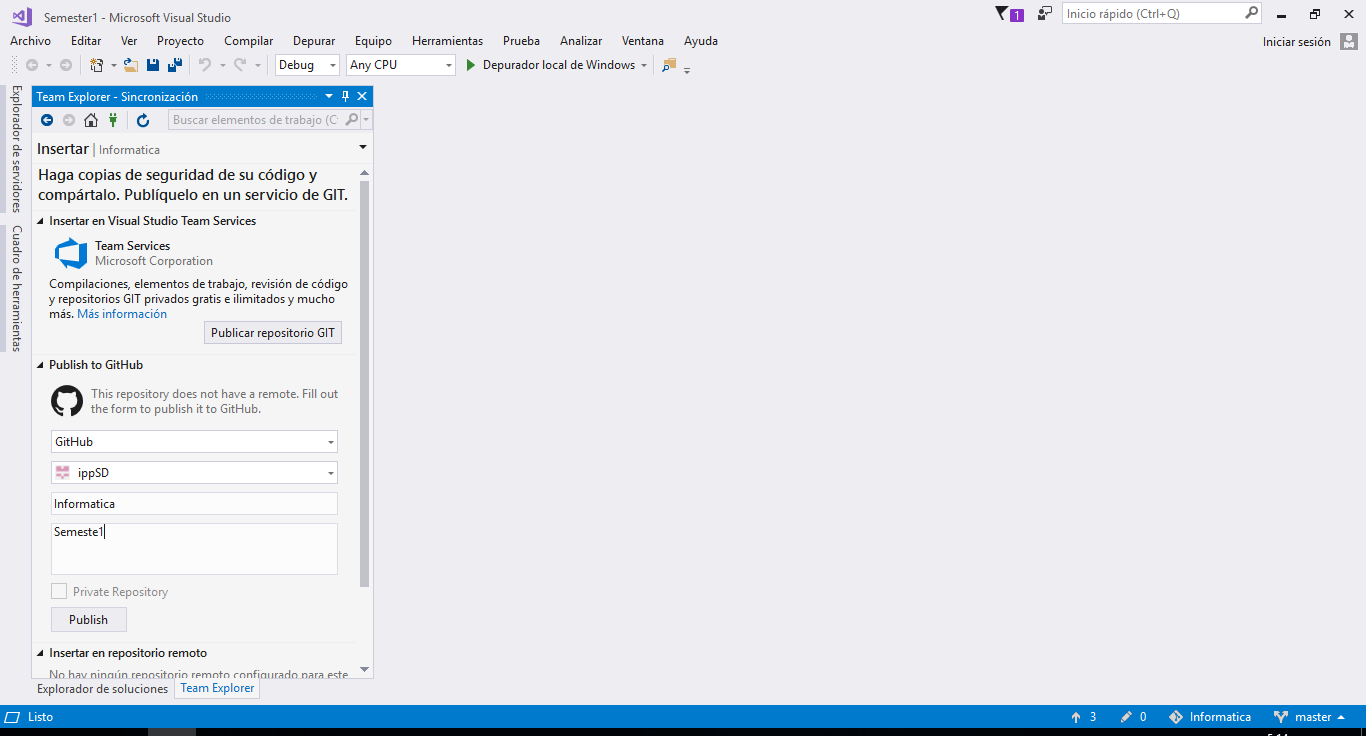 Semester1 - Microsoft Visual Studio
1
Inicio rápido (Ctrl+Q)
Archivo Editar Ver Proyecto Compilar Depurar Equipo Herramientas Prueba Analizar Ventana Ayuda
Iniciar sesión
Debug Any CPU Depurador local de Windows
Explorador de servidores
Cuadro de herramientas
Team Explorer - Sincronización
Buscar elementos de trabajo (C
Insertar | Informatica
Haga copias de seguridad de su código y
compártalo. Publíquelo en un servicio de GIT.
Insertar en Visual Studio Team Services
Team Services
Microsoft Corporation
Compilaciones, elementos de trabajo, revisión de código
y repositorios GIT privados gratis e ilimitados y mucho
más. Más información
Publicar repositorio GIT
Publish to GitHub
This repository does not have a remote. Fill out
the form to publish it to GitHub.
GitHub
ippSD
Informatica
Semeste1
Private Repository
Publish
Insertar en repositorio remoto
No hay ningún repositorio remoto configurado para este
Explorador de soluciones Team Explorer
Listo
3 0 Informatica master